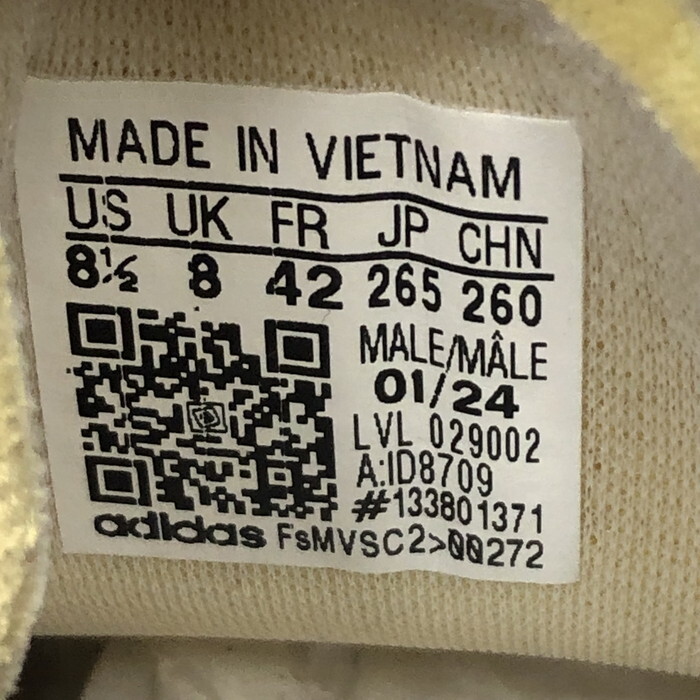 MADE IN VIETNAM
US UK FR JP CHN
8½ 8 42 265 260
MALE/MÂLE
01/24
LVL 029002
A:ID8709
#133801371
adidas FsMVSC2>00272